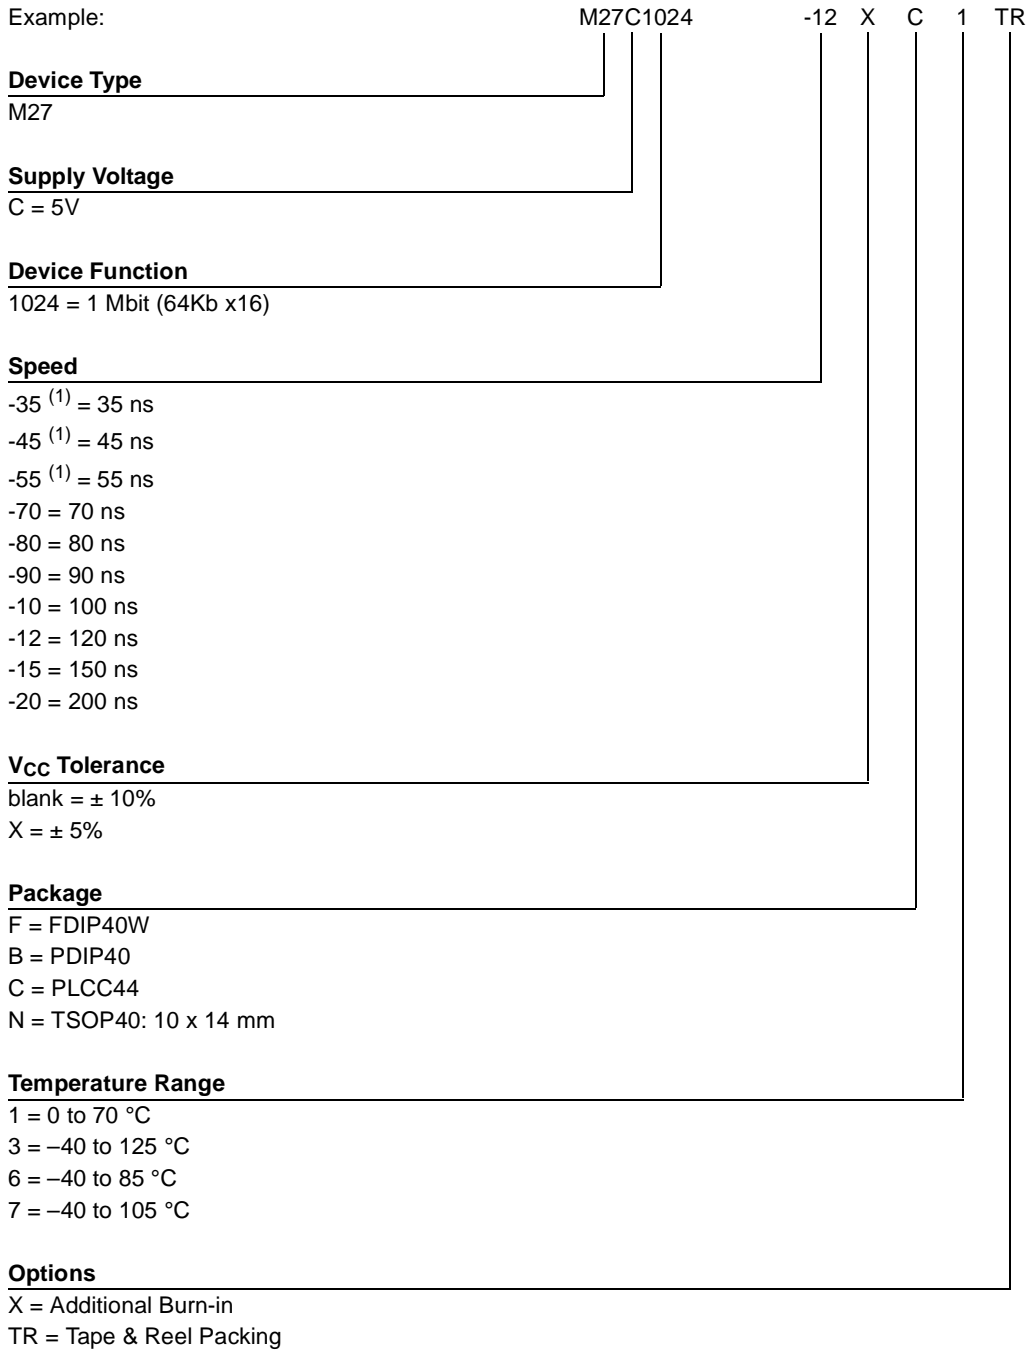 Example: M27C1024 -12 X C 1 TR
Device Type
M27
Supply Voltage
C = 5V
Device Function
1024 = 1 Mbit (64Kb x16)
Speed
-35 (1) = 35 ns
-45 (1) = 45 ns
-55 (1) = 55 ns
-70 = 70 ns
-80 = 80 ns
-90 = 90 ns
-10 = 100 ns
-12 = 120 ns
-15 = 150 ns
-20 = 200 ns
VCC Tolerance
blank = ± 10%
X = ± 5%
Package
F = FDIP40W
B = PDIP40
C = PLCC44
N = TSOP40: 10 x 14 mm
Temperature Range
1 = 0 to 70 °C
3 = –40 to 125 °C
6 = –40 to 85 °C
7 = –40 to 105 °C
Options
X = Additional Burn-in
TR = Tape & Reel Packing